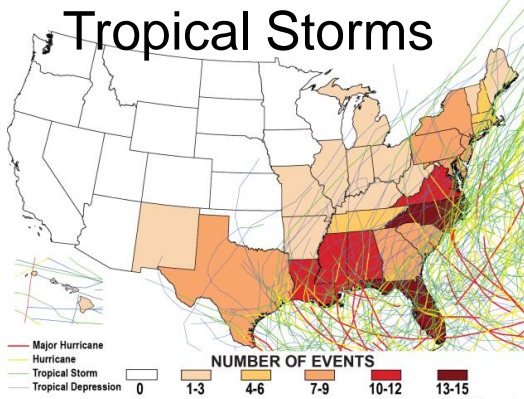 Tropical Storms
Major Hurricane
Hurricane
Tropical Storm
Tropical Depression
NUMBER OF EVENTS
0 1-3 4-6 7-9 10-12 13-15